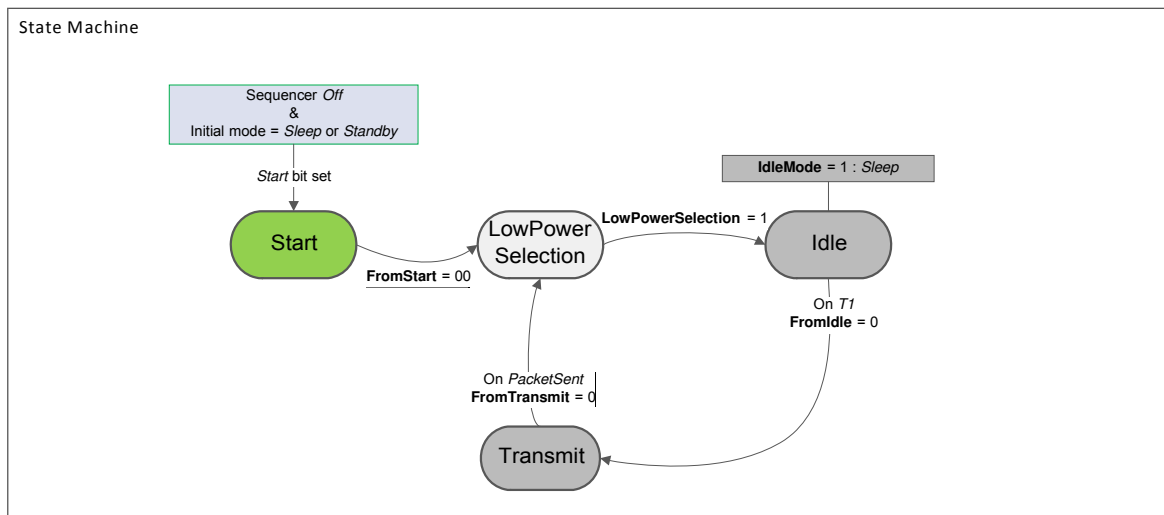 State Machine
Sequencer Off
&
Initial mode = Sleep or Standby
Start bit set
IdleMode = 1 : Sleep
Start
LowPower
Selection
LowPowerSelection = 1
Idle
FromStart = 00
On T1
FromIdle = 0
On PacketSent
FromTransmit = 0
Transmit